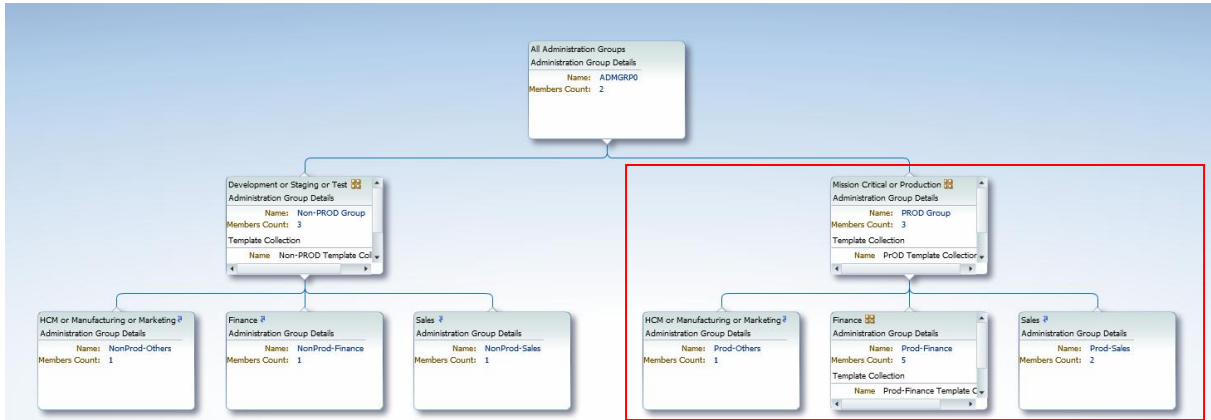 All Administration Groups
Administration Group Details
Name: ADMGRP0
Members Count: 2
Development or Staging or Test
Administration Group Details
Name: Non-PROD Group
Members Count: 3
Template Collection
Name Non-PROD Template Col
Mission Critical or Production
Administration Group Details
Name: PROD Group
Members Count: 3
Template Collection
Name PrOD Template Collection
HCM or Manufacturing or Marketing
Administration Group Details
Name: NonProd-Others
Members Count: 1
Finance
Administration Group Details
Name: NonProd-Finance
Members Count: 1
Sales
Administration Group Details
Name: NonProd-Sales
Members Count: 1
HCM or Manufacturing or Marketing
Administration Group Details
Name: Prod-Others
Members Count: 1
Finance
Administration Group Details
Name: Prod-Finance
Members Count: 5
Template Collection
Name Prod-Finance Template C
Sales
Administration Group Details
Name: Prod-Sales
Members Count: 2